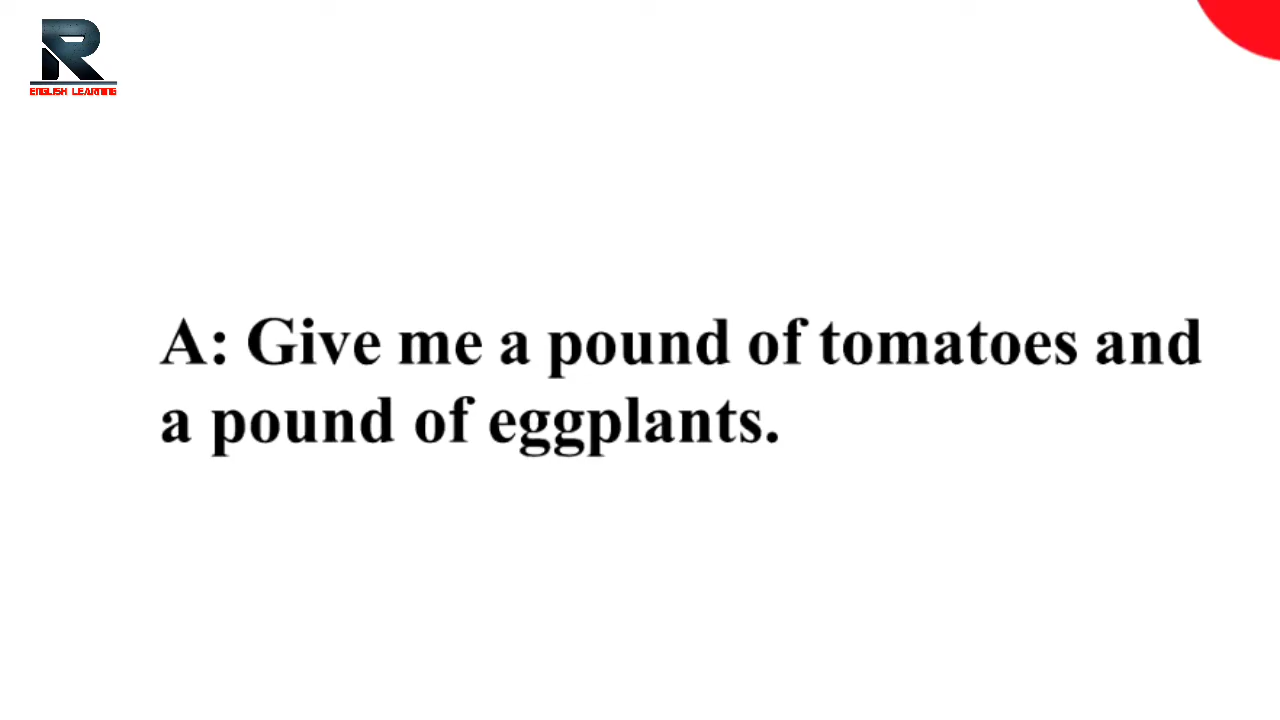 R
ENGLISH LEARNING
A: Give me a pound of tomatoes and
a pound of eggplants.